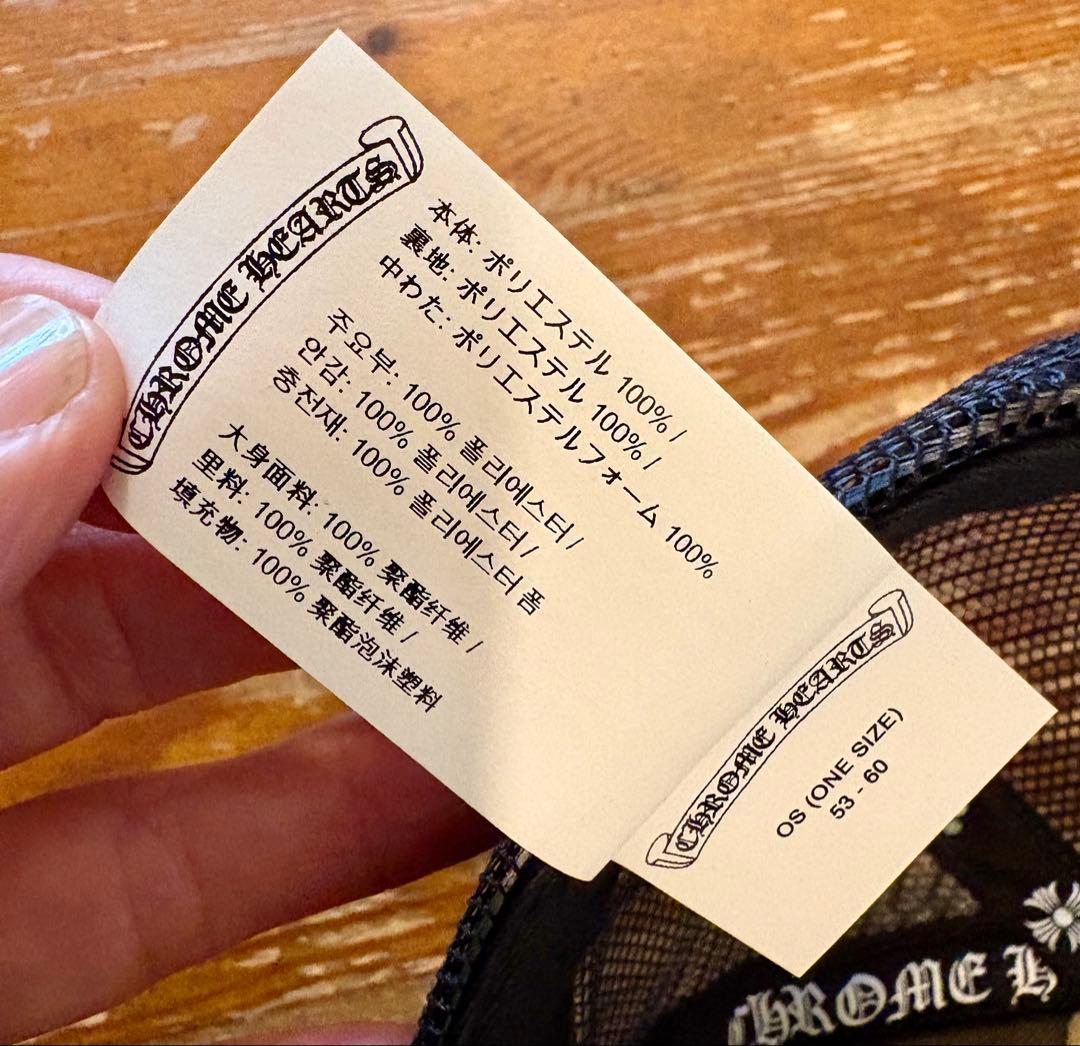 CHROME HEARTS
本体: ポリエステル 100% /
裏地: ポリエステル 100% /
中わた: ポリエステルフォーム 100%
주요부: 100% 폴리에스터/
안감: 100% 폴리에스터 /
충전재: 100% 폴리에스터 폼
大身面料: 100% 聚酯纤维 /
里料: 100% 聚酯纤维 /
填充物: 100% 聚酯泡沫塑料
CHROME HEARTS
OS (ONE SIZE)
53 - 60
CHROME H